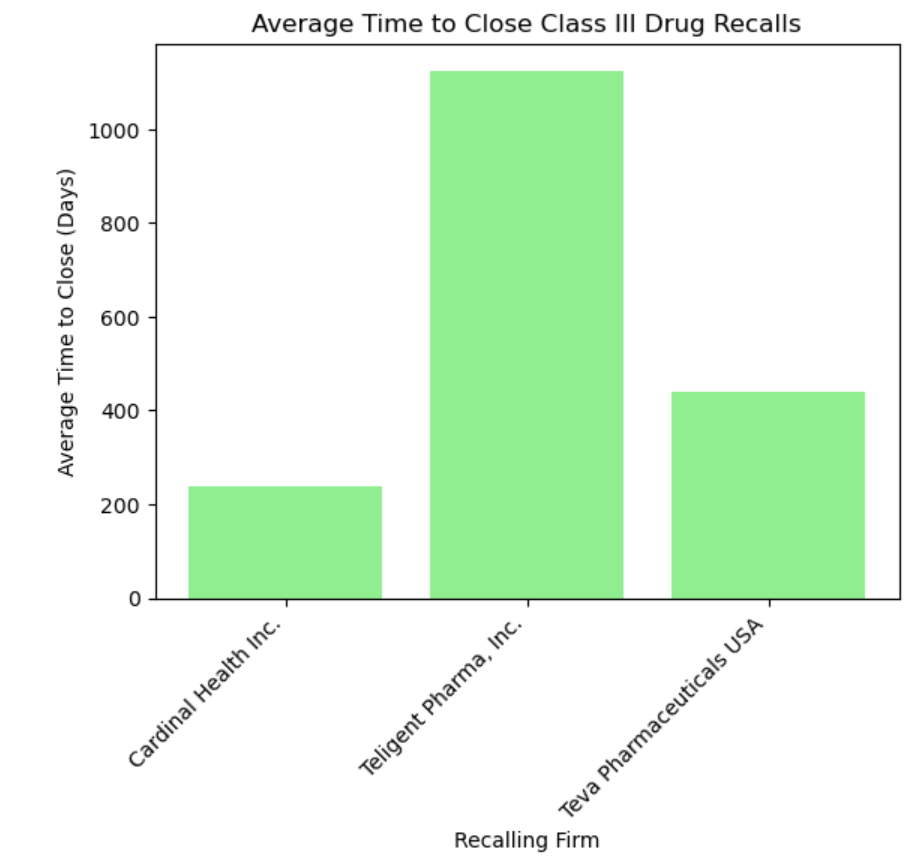 Average Time to Close Class III Drug Recalls
Average Time to Close (Days)
1000
800
600
400
200
0
Cardinal Health Inc.
Teligent Pharma, Inc.
Teva Pharmaceuticals USA
Recalling Firm